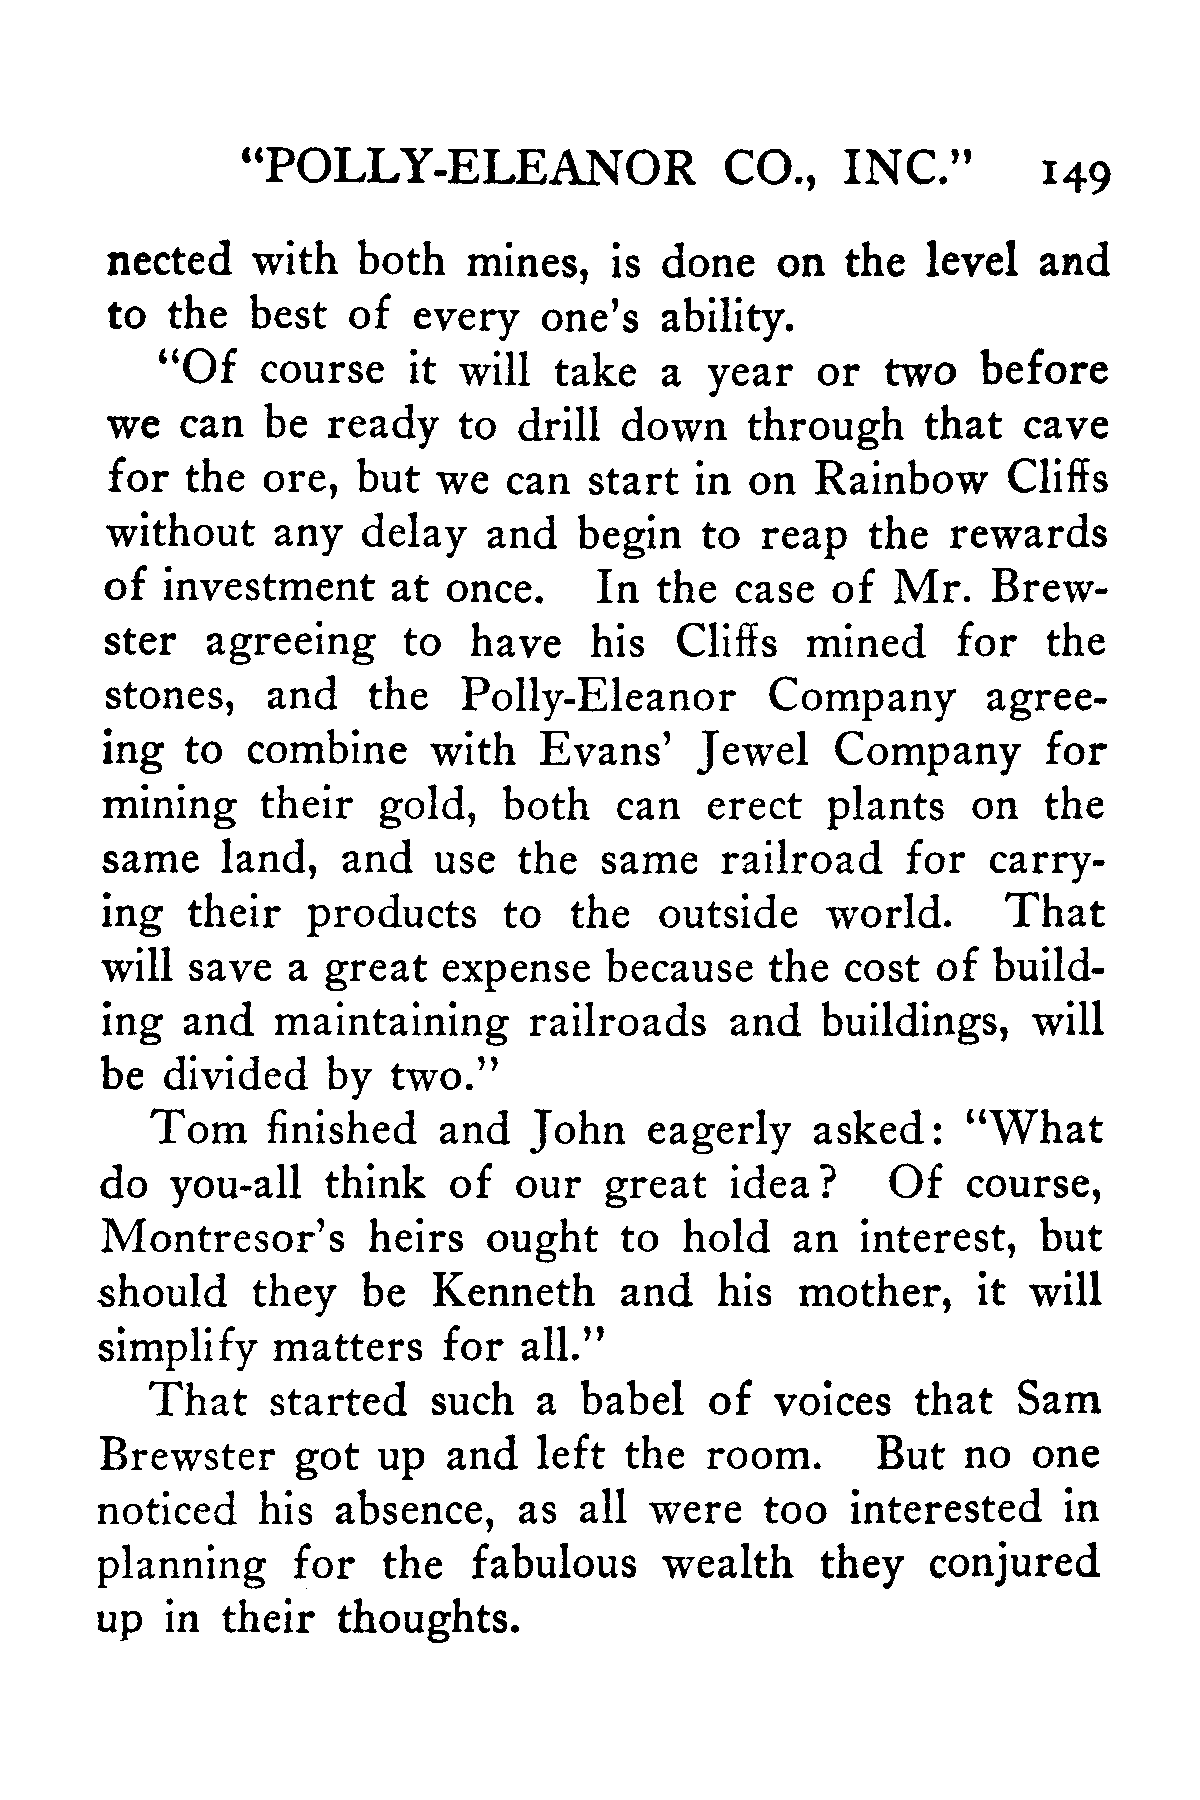 “POLLY-ELEANOR CO., INC.” 149
nected with both mines, is done on the level and
to the best of every one’s ability.
“Of course it will take a year or two before
we can be ready to drill down through that cave
for the ore, but we can start in on Rainbow Cliffs
without any delay and begin to reap the rewards
of investment at once. In the case of Mr. Brew-
ster agreeing to have his Cliffs mined for the
stones, and the Polly-Eleanor Company agree-
ing to combine with Evans’ Jewel Company for
mining their gold, both can erect plants on the
same land, and use the same railroad for carry-
ing their products to the outside world. That
will save a great expense because the cost of build-
ing and maintaining railroads and buildings, will
be divided by two.”
Tom finished and John eagerly asked: “What
do you-all think of our great idea? Of course,
Montresor’s heirs ought to hold an interest, but
should they be Kenneth and his mother, it will
simplify matters for all.”
That started such a babel of voices that Sam
Brewster got up and left the room. But no one
noticed his absence, as all were too interested in
planning for the fabulous wealth they conjured
up in their thoughts.